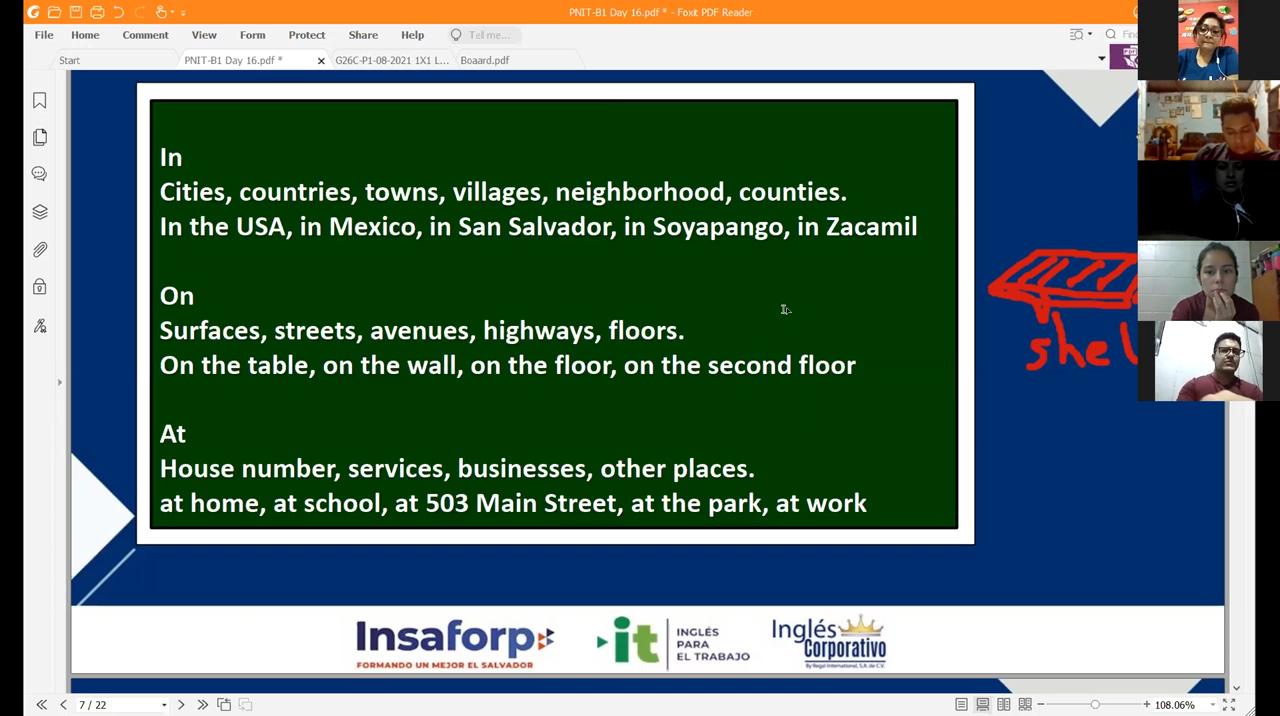 PNIT-B1 Day 16.pdf * - Foxit PDF Reader
File Home Comment View Form Protect Share Help Tell me... Find
Start PNIT-B1 Day 16.pdf * G26C-P1-08-2021 1X1 L... Boaard.pdf
In
Cities, countries, towns, villages, neighborhood, counties.
In the USA, in Mexico, in San Salvador, in Soyapango, in Zacamil
On
Surfaces, streets, avenues, highways, floors.
On the table, on the wall, on the floor, on the second floor
shel
At
House number, services, businesses, other places.
at home, at school, at 503 Main Street, at the park, at work
Insaforp
FORMANDO UN MEJOR EL SALVADOR
it
INGLÉS
PARA
EL TRABAJO
Inglés
Corporativo
By Regal International, S.A. de C.V.
7 / 22 108.06%